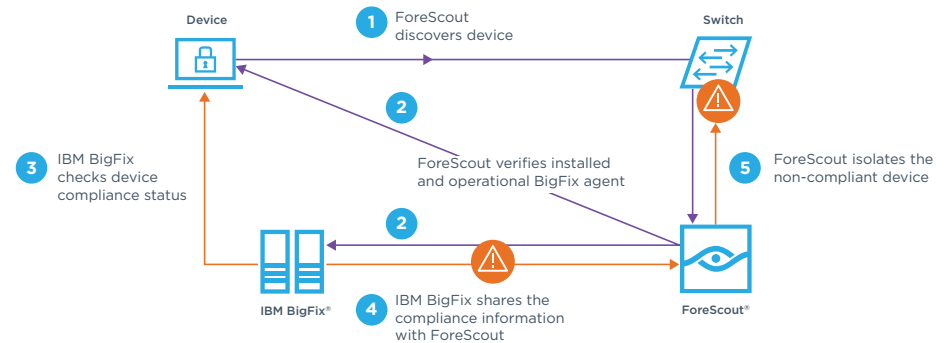 Device
1
ForeScout
discovers device
Switch
2
3
IBM BigFix
checks device
compliance status
ForeScout verifies installed
and operational BigFix agent
5
ForeScout isolates the
non-compliant device
2
IBM BigFix®
4
IBM BigFix shares the
compliance information
with ForeScout
ForeScout®